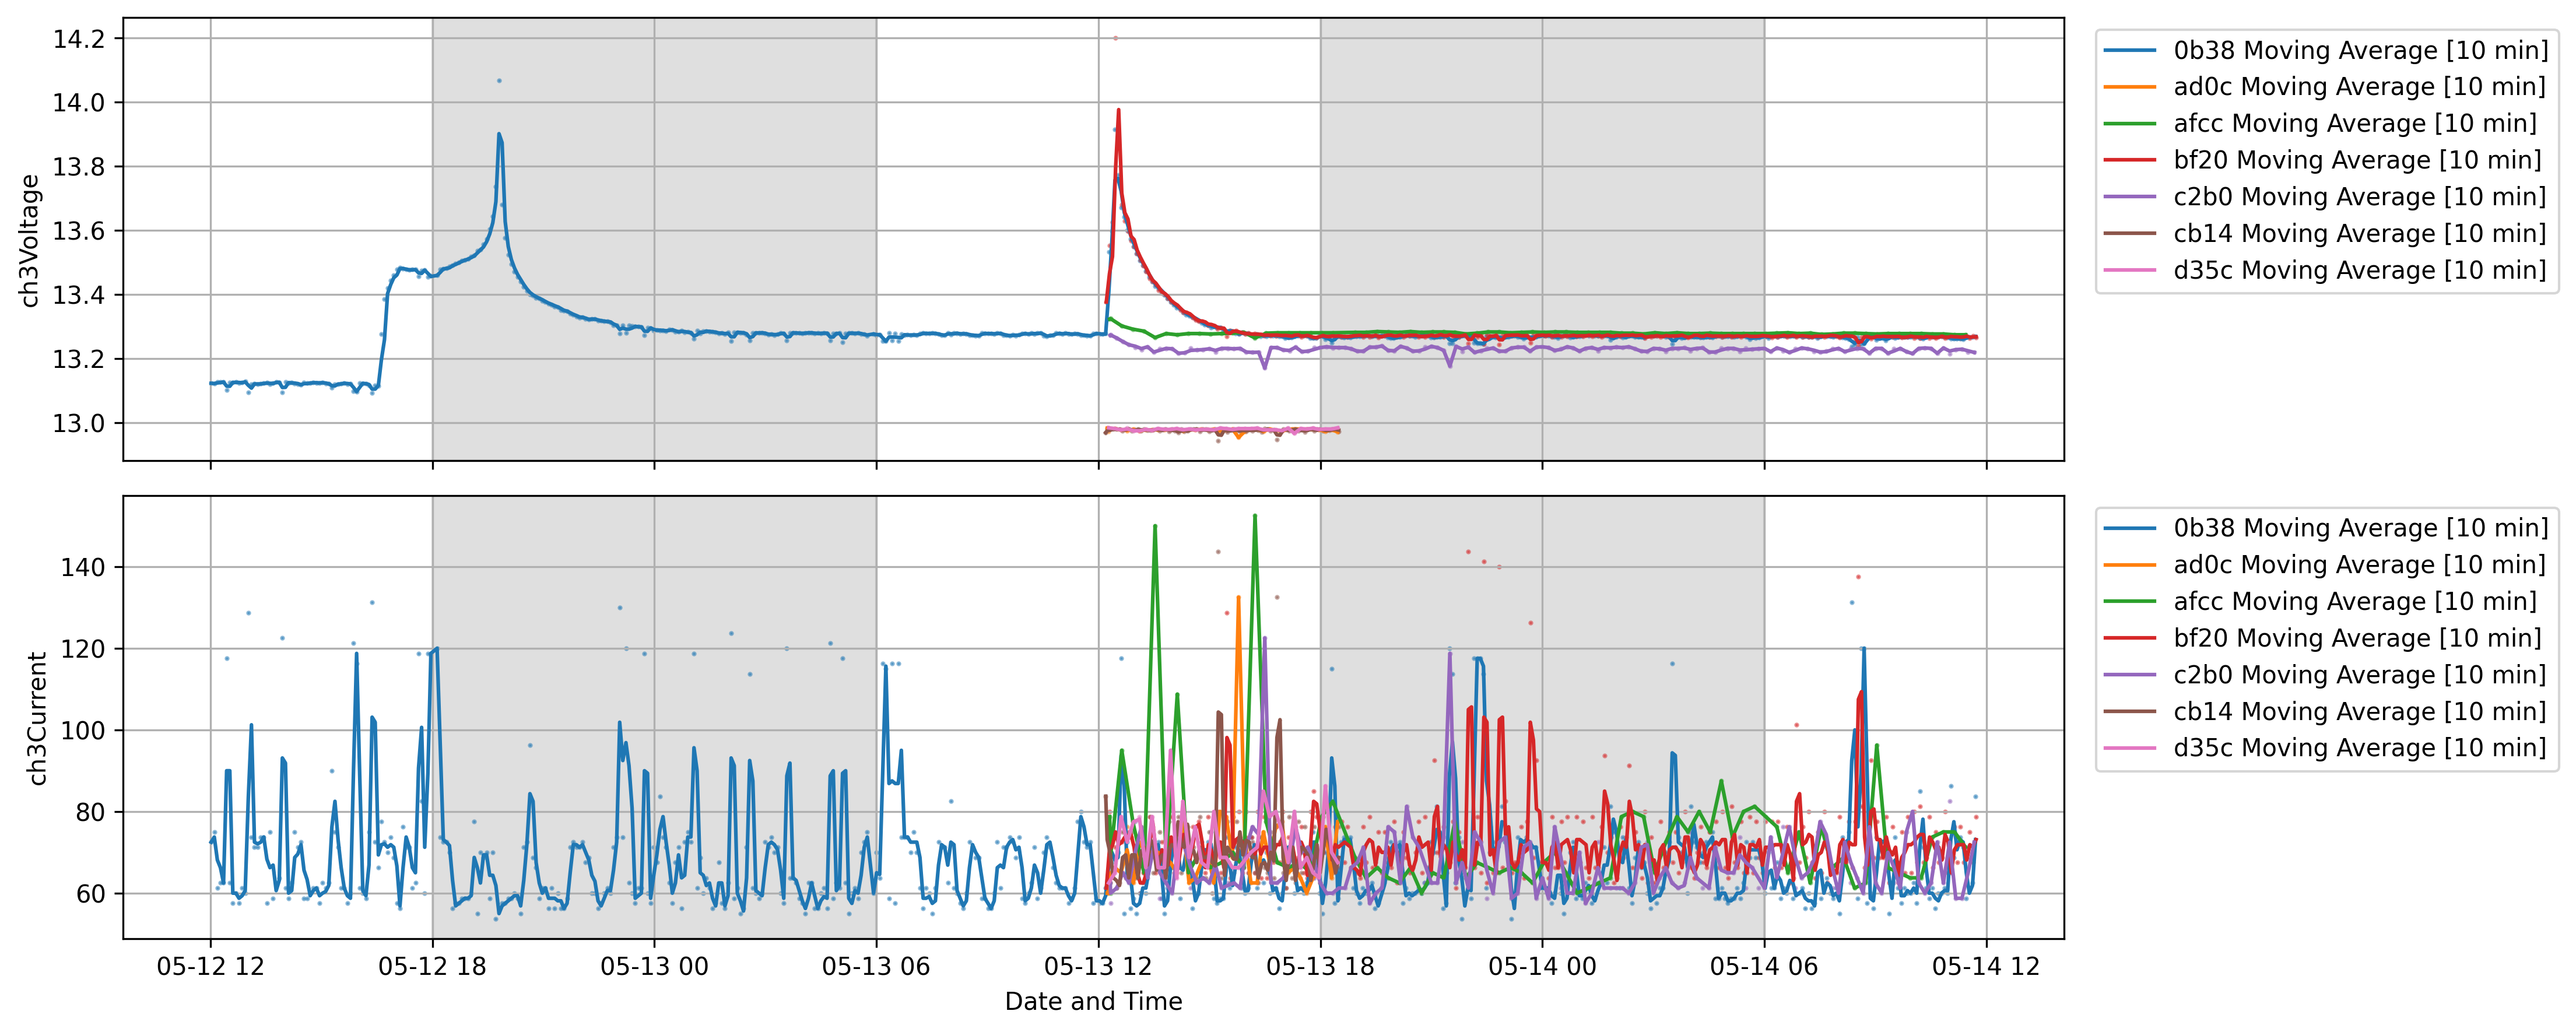 14.2
14.0
13.8
13.6
13.4
13.2
13.0
ch3Voltage
0b38 Moving Average [10 min]
ad0c Moving Average [10 min]
afcc Moving Average [10 min]
bf20 Moving Average [10 min]
c2b0 Moving Average [10 min]
cb14 Moving Average [10 min]
d35c Moving Average [10 min]
140
120
100
80
60
ch3Current
0b38 Moving Average [10 min]
ad0c Moving Average [10 min]
afcc Moving Average [10 min]
bf20 Moving Average [10 min]
c2b0 Moving Average [10 min]
cb14 Moving Average [10 min]
d35c Moving Average [10 min]
05-12 12
05-12 18
05-13 00
05-13 06
05-13 12
05-13 18
05-14 00
05-14 06
05-14 12
Date and Time